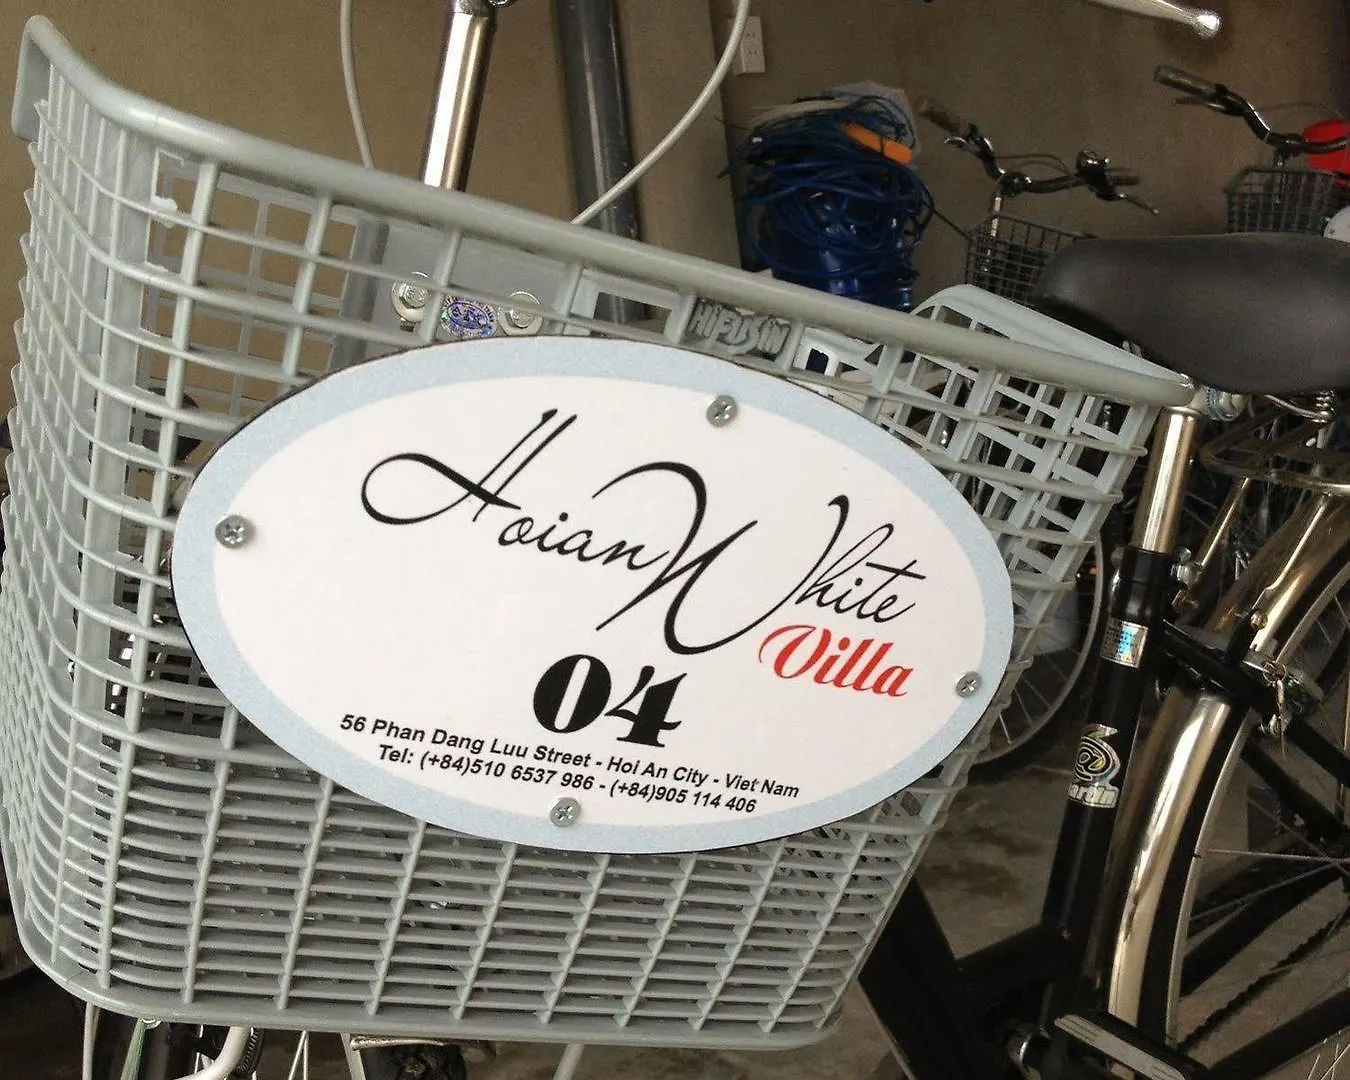 HiFUSiN
Hoian White
Villa
04
56 Phan Dang Luu Street - Hoi An City - Viet Nam
Tel: (+84)510 6537 986 - (+84)905 114 406